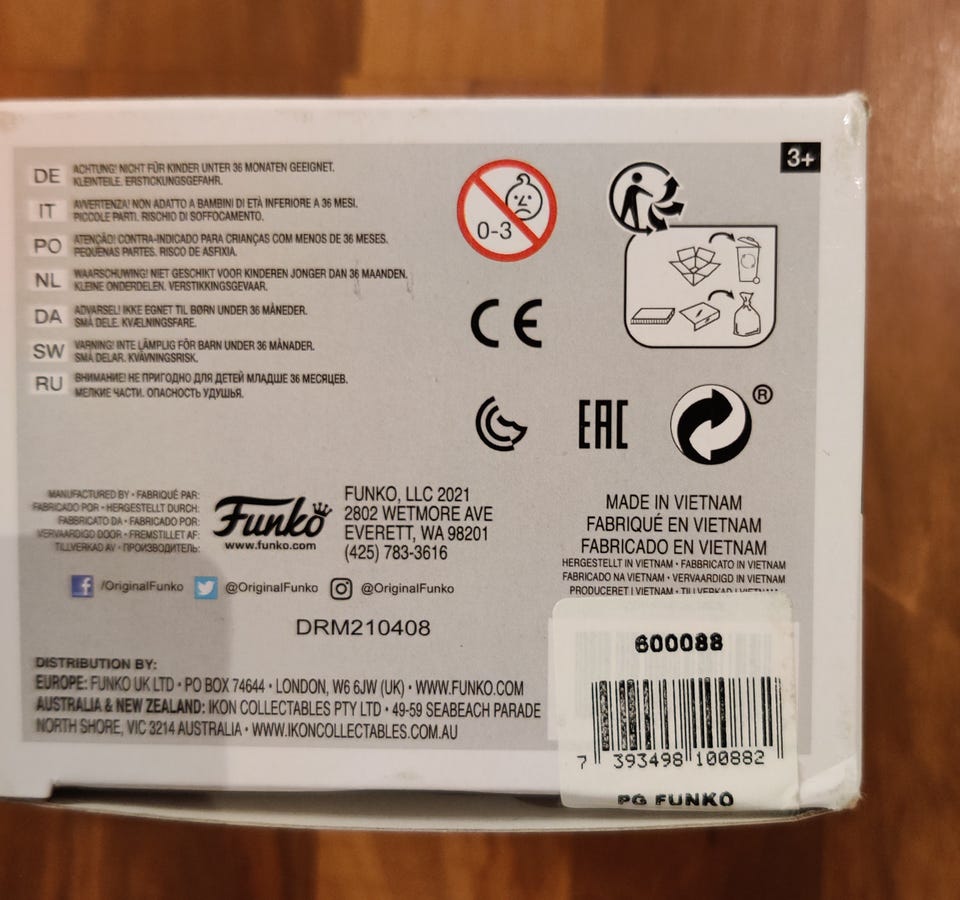 3+
DE ACHTUNG! NICHT FÜR KINDER UNTER 36 MONATEN GEEIGNET.
KLEINTEILE. ERSTICKUNGSGEFAHR.
IT AVVERTENZA! NON ADATTO A BAMBINI DI ETÀ INFERIORE A 36 MESI.
PICCOLE PARTI. RISCHIO DI SOFFOCAMENTO.
PO ATENÇÃO! CONTRA-INDICADO PARA CRIANÇAS COM MENOS DE 36 MESES.
PEQUENAS PARTES. RISCO DE ASFIXIA.
NL WAARSCHUWING! NIET GESCHIKT VOOR KINDEREN JONGER DAN 36 MAANDEN.
KLEINE ONDERDELEN. VERSTIKKINGSGEVAAR.
DA ADVARSEL! IKKE EGNET TIL BØRN UNDER 36 MÅNEDER.
SMÅ DELE. KVÆLNINGSFARE.
SW VARNING! INTE LÄMPLIG FÖR BARN UNDER 36 MÅNADER.
SMÅ DELAR. KVÄVNINGSRISK.
RU ВНИМАНИЕ! НЕ ПРИГОДНО ДЛЯ ДЕТЕЙ МЛАДШЕ 36 МЕСЯЦЕВ.
МЕЛКИЕ ЧАСТИ. ОПАСНОСТЬ УДУШЬЯ.
0-3
CE
EAC
®
MANUFACTURED BY • FABRIQUÉ PAR:
FABRICADO POR • HERGESTELLT DURCH:
FABBRICATO DA • FABRICADO POR:
VERVAARDIGD DOOR • FREMSTILLET AF:
TILLVERKAD AV • ПРОИЗВОДИТЕЛЬ:
Funko
www.funko.com
FUNKO, LLC 2021
2802 WETMORE AVE
EVERETT, WA 98201
(425) 783-3616
MADE IN VIETNAM
FABRIQUÉ EN VIETNAM
FABRICADO EN VIETNAM
HERGESTELLT IN VIETNAM • FABBRICATO IN VIETNAM
FABRICADO NA VIETNAM • VERVAARDIGD IN VIETNAM
PRODUCERET I VIETNAM • TILLVERKAD I VIETNAM
f /OriginalFunko @OriginalFunko @OriginalFunko
DRM210408
DISTRIBUTION BY:
EUROPE: FUNKO UK LTD • PO BOX 74644 • LONDON, W6 6JW (UK) • WWW.FUNKO.COM
AUSTRALIA & NEW ZEALAND: IKON COLLECTABLES PTY LTD • 49-59 SEABEACH PARADE
NORTH SHORE, VIC 3214 AUSTRALIA • WWW.IKONCOLLECTABLES.COM.AU
600088
7 393498 100882
PG FUNKO